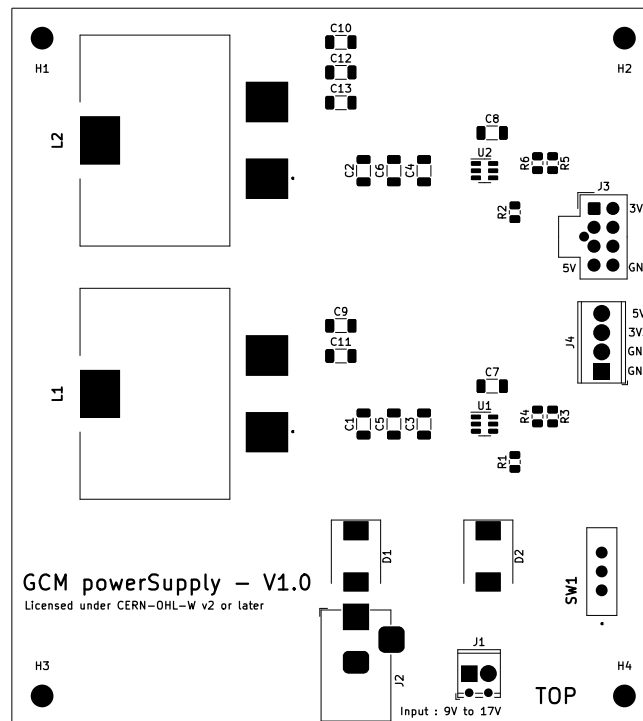 C10
H1
H2
C12
C13
L2
C8
U2
C2
C6
C4
R6
R5
J3
R2
3V
5V
GN
C9
C11
5V
3V
GN
GN
J4
L1
C7
U1
C1
C5
C3
R4
R3
R1
D1
D2
SW1
GCM powerSupply - V1.0
Licensed under CERN-OHL-W v2 or later
J1
J2
H3
H4
TOP
Input : 9V to 17V